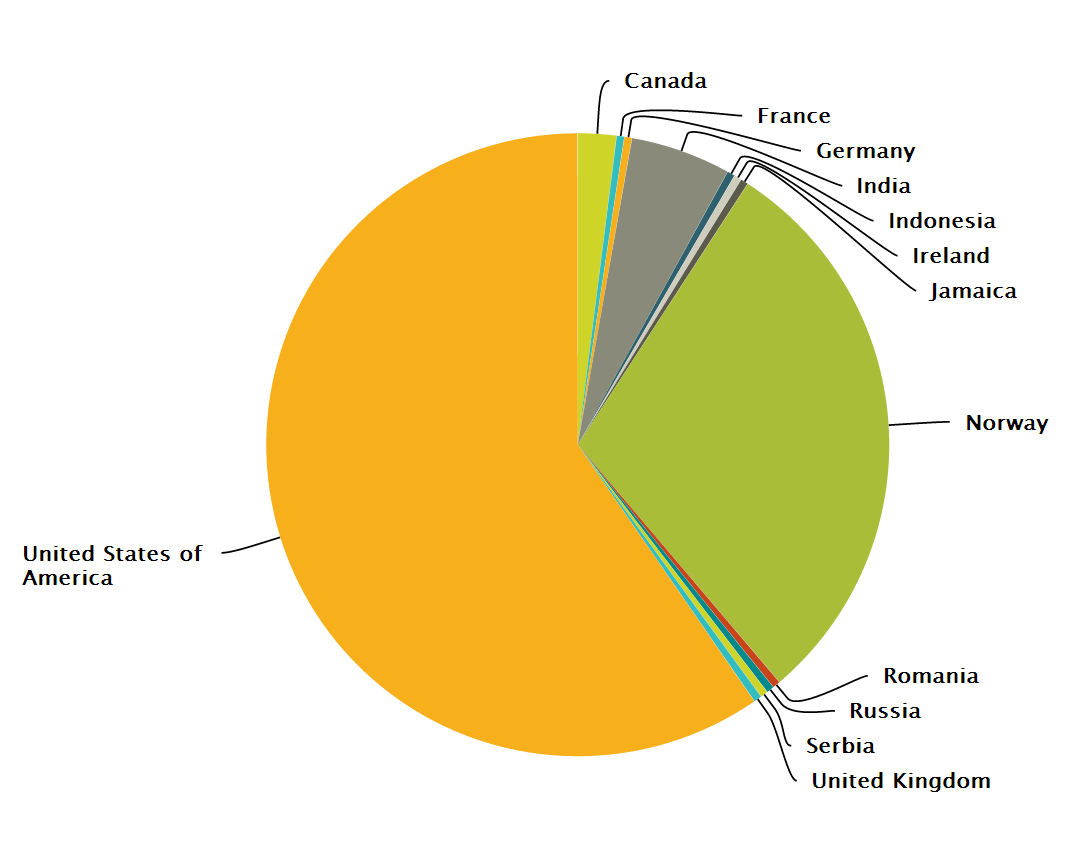 Canada
France
Germany
India
Indonesia
Ireland
Jamaica
Norway
United States of
America
Romania
Russia
Serbia
United Kingdom